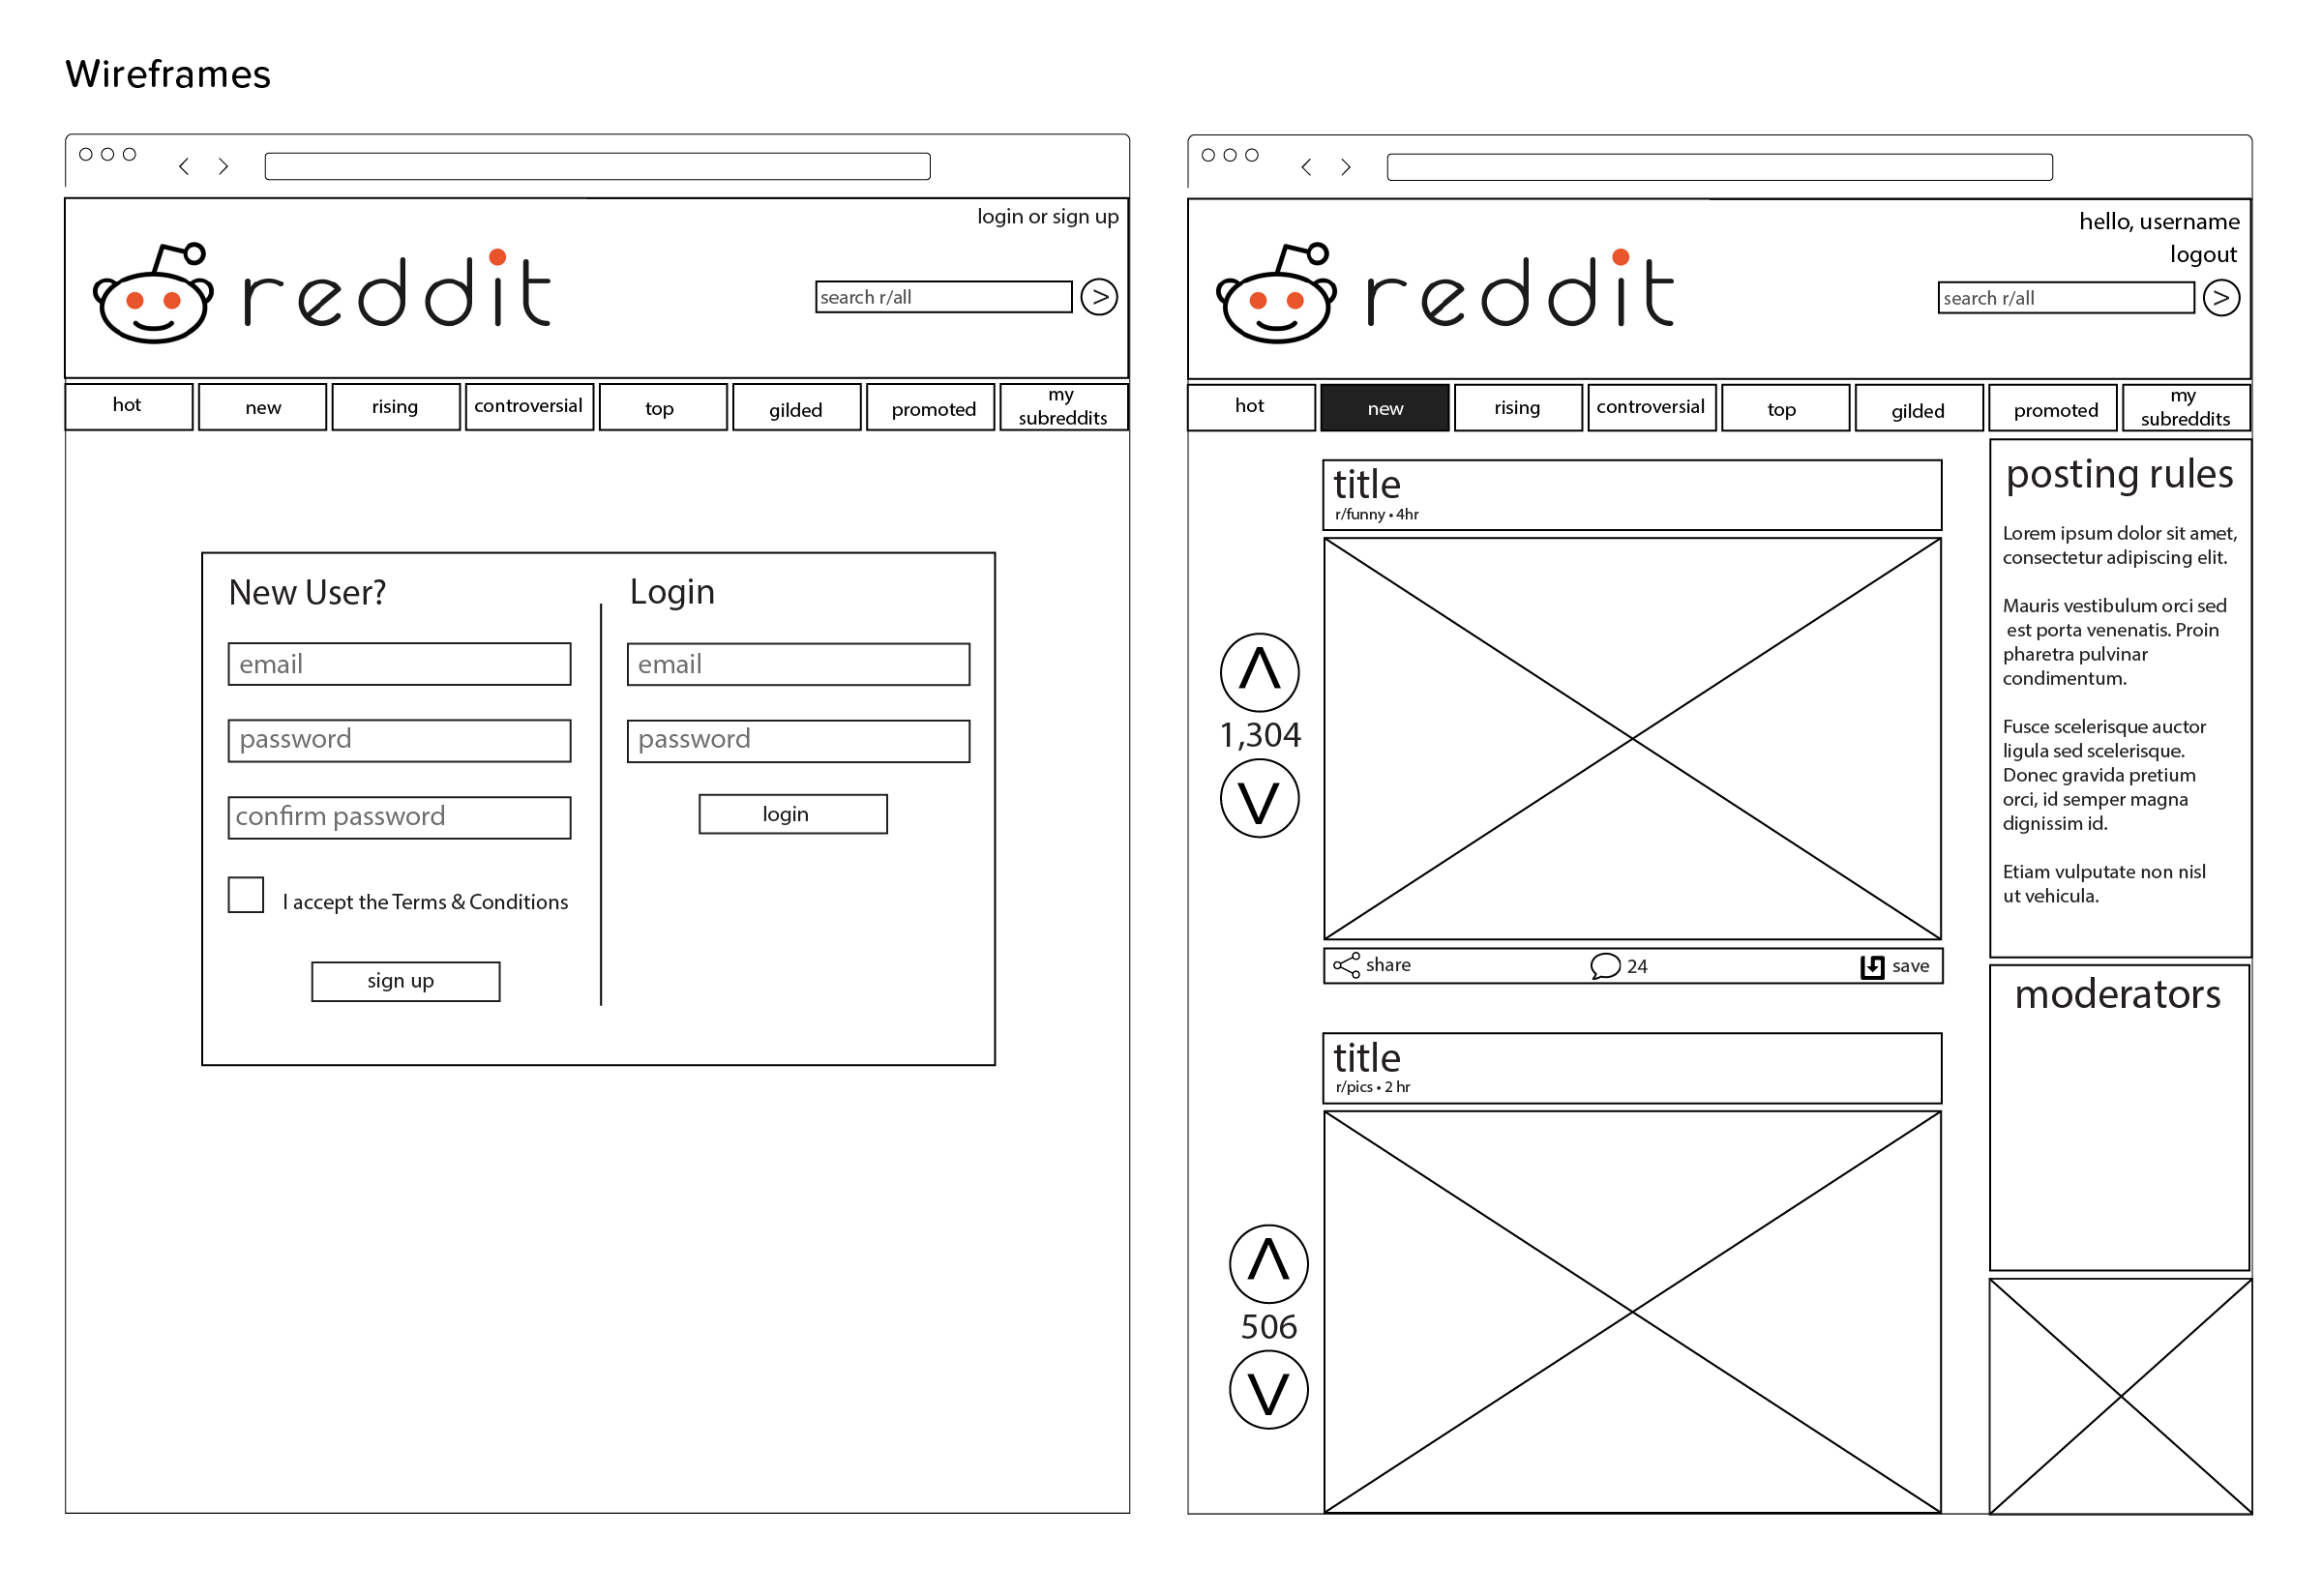 Wireframes
login or sign up
reddit
search r/all
>
hot
new
rising
controversial
top
gilded
promoted
my
subreddits
New User?
email
password
confirm password
I accept the Terms & Conditions
sign up
Login
email
password
login
hello, username
logout
reddit
search r/all
>
hot
new
rising
controversial
top
gilded
promoted
my
subreddits
title
r/funny • 4hr
1,304
share
24
save
title
r/pics • 2 hr
506
posting rules
Lorem ipsum dolor sit amet,
consectetur adipiscing elit.
Mauris vestibulum orci sed
est porta venenatis. Proin
pharetra pulvinar
condimentum.
Fusce scelerisque auctor
ligula sed scelerisque.
Donec gravida pretium
orci, id semper magna
dignissim id.
Etiam vulputate non nisl
ut vehicula.
moderators